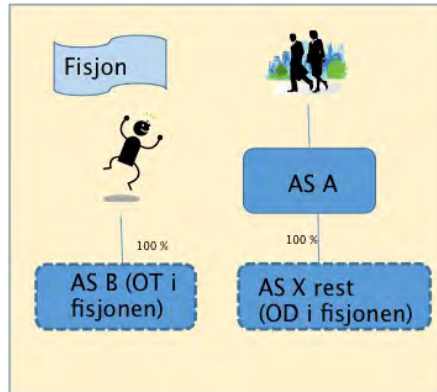 Fisjon
AS A
100 %
100 %
AS B (OT i
fisjonen)
AS X rest
(OD i fisjonen)